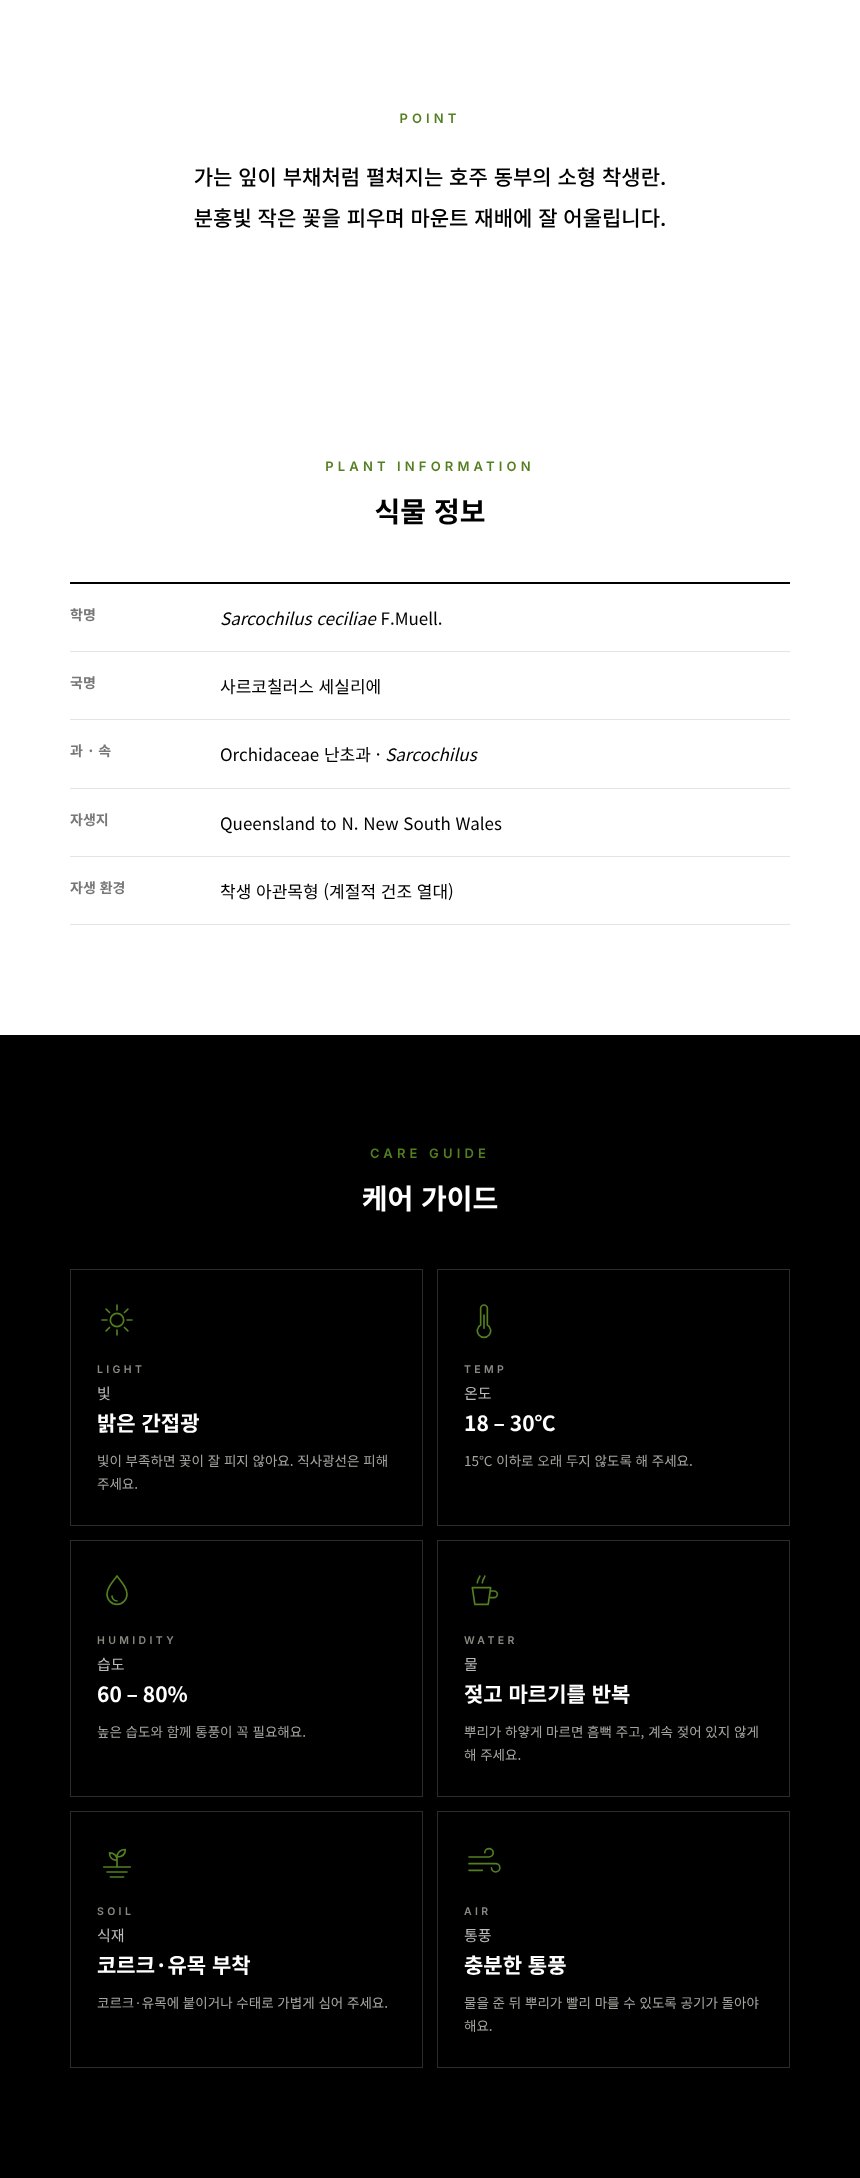 POINT
가는 잎이 부채처럼 펼쳐지는 호주 동부의 소형 착생란.
분홍빛 작은 꽃을 피우며 마운트 재배에 잘 어울립니다.
PLANT INFORMATION
식물 정보
학명
Sarcochilus ceciliae F.Muell.
국명
사르코칠러스 세실리에
과 · 속
Orchidaceae 난초과 · Sarcochilus
자생지
Queensland to N. New South Wales
자생 환경
착생 아관목형 (계절적 건조 열대)
CARE GUIDE
케어 가이드
LIGHT
빛
밝은 간접광
빛이 부족하면 꽃이 잘 피지 않아요. 직사광선은 피해
주세요.
TEMP
온도
18 – 30℃
15℃ 이하로 오래 두지 않도록 해 주세요.
HUMIDITY
습도
60 – 80%
높은 습도와 함께 통풍이 꼭 필요해요.
WATER
물
젖고 마르기를 반복
뿌리가 하얗게 마르면 흠뻑 주고, 계속 젖어 있지 않게
해 주세요.
SOIL
식재
코르크·유목 부착
코르크·유목에 붙이거나 수태로 가볍게 심어 주세요.
AIR
통풍
충분한 통풍
물을 준 뒤 뿌리가 빨리 마를 수 있도록 공기가 돌아야
해요.